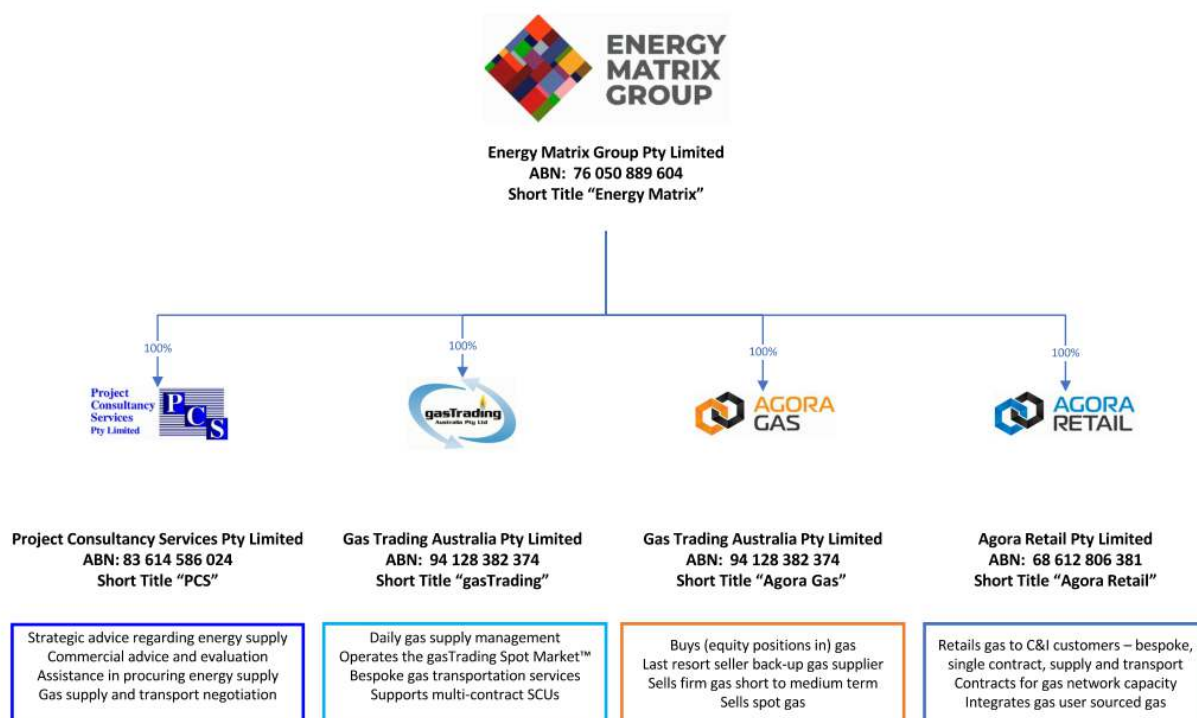 ENERGY
MATRIX
GROUP
Energy Matrix Group Pty Limited
ABN: 76 050 889 604
Short Title “Energy Matrix”
100%
100%
100%
100%
Project
Consultancy
Services
Pty Limited
P
C
S
gasTrading
Australia Pty Ltd
AGORA
GAS
AGORA
RETAIL
Project Consultancy Services Pty Limited
ABN: 83 614 586 024
Short Title “PCS”
Gas Trading Australia Pty Limited
ABN: 94 128 382 374
Short Title “gasTrading”
Gas Trading Australia Pty Limited
ABN: 94 128 382 374
Short Title “Agora Gas”
Agora Retail Pty Limited
ABN: 68 612 806 381
Short Title “Agora Retail”
Strategic advice regarding energy supply
Commercial advice and evaluation
Assistance in procuring energy supply
Gas supply and transport negotiation
Daily gas supply management
Operates the gasTrading Spot Market™
Bespoke gas transportation services
Supports multi-contract SCUs
Buys (equity positions in) gas
Last resort seller back-up gas supplier
Sells firm gas short to medium term
Sells spot gas
Retails gas to C&I customers – bespoke,
single contract, supply and transport
Contracts for gas network capacity
Integrates gas user sourced gas